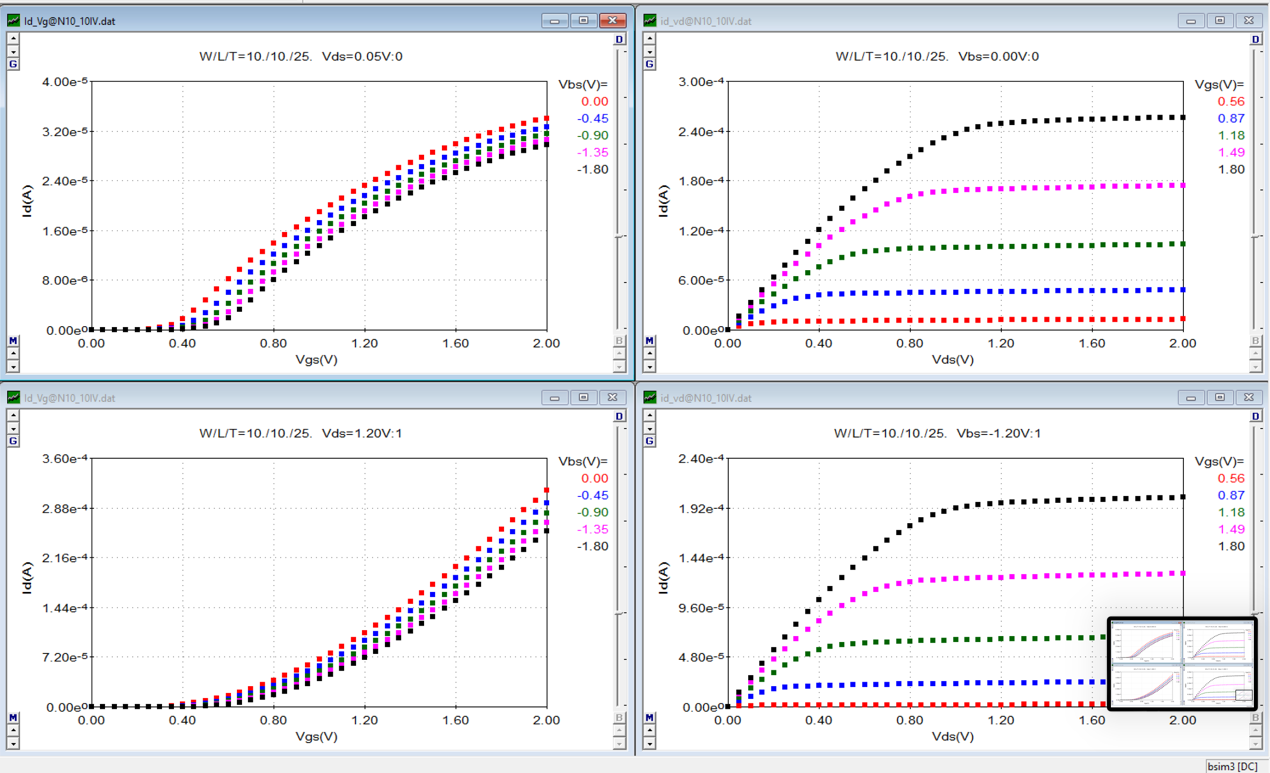 Id_Vg@N10_10IV.dat
D
G
W/L/T=10./10./25. Vds=0.05V:0
Vbs(V)=
0.00
-0.45
-0.90
-1.35
-1.80
4.00e-5
3.20e-5
2.40e-5
1.60e-5
8.00e-6
0.00e0
Id(A)
0.00 0.40 0.80 1.20 1.60 2.00
Vgs(V)
M
B
id_vd@N10_10IV.dat
D
G
W/L/T=10./10./25. Vbs=0.00V:0
Vgs(V)=
0.56
0.87
1.18
1.49
1.80
3.00e-4
2.40e-4
1.80e-4
1.20e-4
6.00e-5
0.00e0
Id(A)
0.00 0.40 0.80 1.20 1.60 2.00
Vds(V)
M
B
Id_Vg@N10_10IV.dat
D
G
W/L/T=10./10./25. Vds=1.20V:1
Vbs(V)=
0.00
-0.45
-0.90
-1.35
-1.80
3.60e-4
2.88e-4
2.16e-4
1.44e-4
7.20e-5
0.00e0
Id(A)
0.00 0.40 0.80 1.20 1.60 2.00
Vgs(V)
M
B
id_vd@N10_10IV.dat
D
G
W/L/T=10./10./25. Vbs=-1.20V:1
Vgs(V)=
0.56
0.87
1.18
1.49
1.80
2.40e-4
1.92e-4
1.44e-4
9.60e-5
4.80e-5
0.00e0
Id(A)
0.00 0.40 0.80 1.20 1.60 2.00
Vds(V)
M
B
bsim3 [DC]